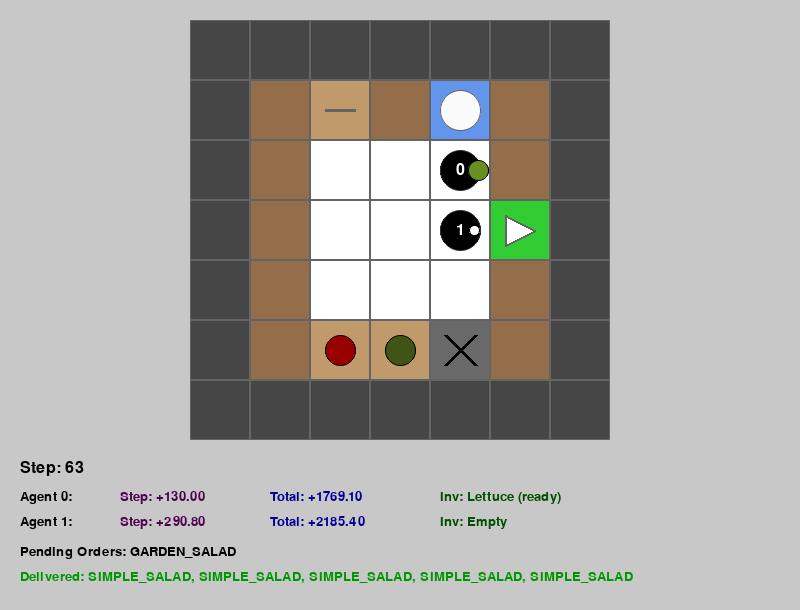 0
1
Step: 63
Agent 0: Step: +130.00 Total: +1769.10 Inv: Lettuce (ready)
Agent 1: Step: +290.80 Total: +2185.40 Inv: Empty
Pending Orders: GARDEN_SALAD
Delivered: SIMPLE_SALAD, SIMPLE_SALAD, SIMPLE_SALAD, SIMPLE_SALAD, SIMPLE_SALAD